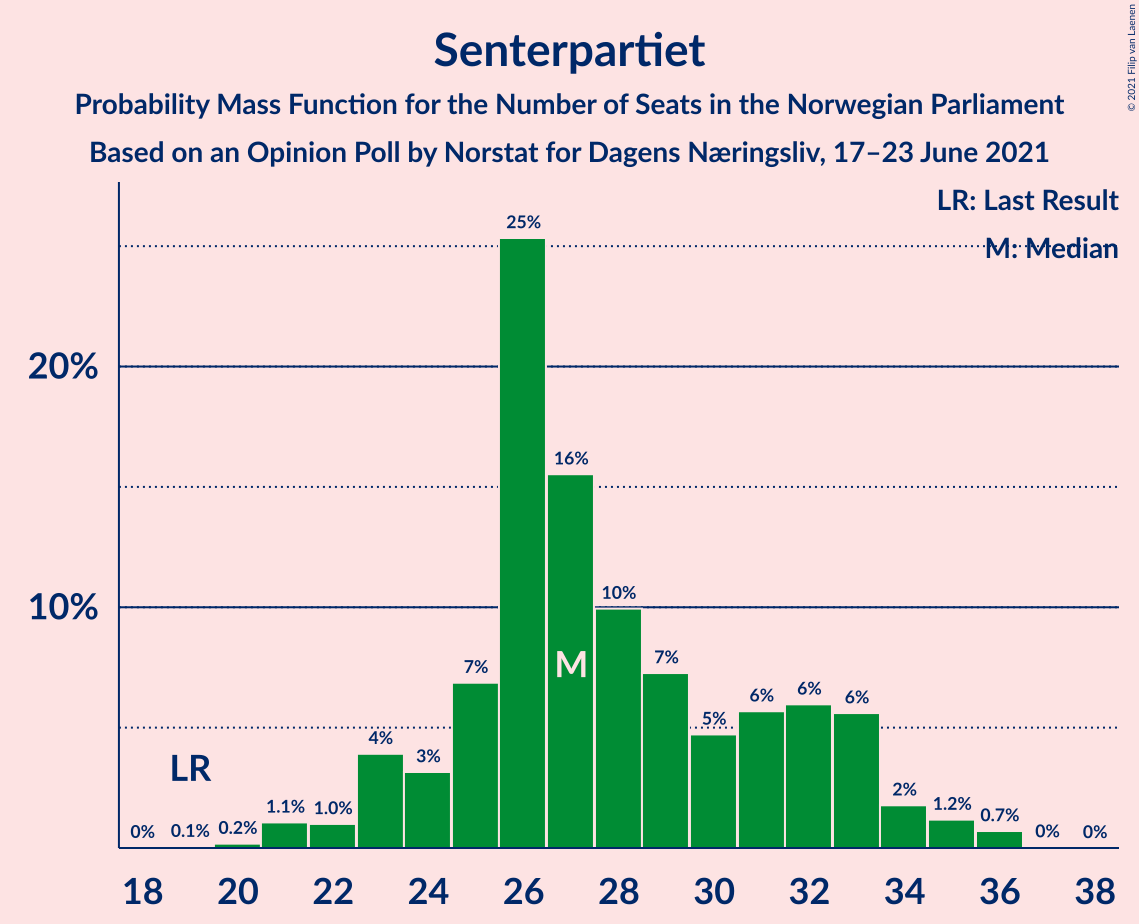 Senterpartiet
Probability Mass Function for the Number of Seats in the Norwegian Parliament
Based on an Opinion Poll by Norstat for Dagens Næringsliv, 17–23 June 2021
© 2021 Filip van Laenen
LR: Last Result
M: Median
20%
10%
0% 0.1% 0.2% 1.1% 1.0% 4% 3% 7% 25% 16% 10% 7% 5% 6% 6% 6% 2% 1.2% 0.7% 0% 0%
LR
M
18 20 22 24 26 28 30 32 34 36 38